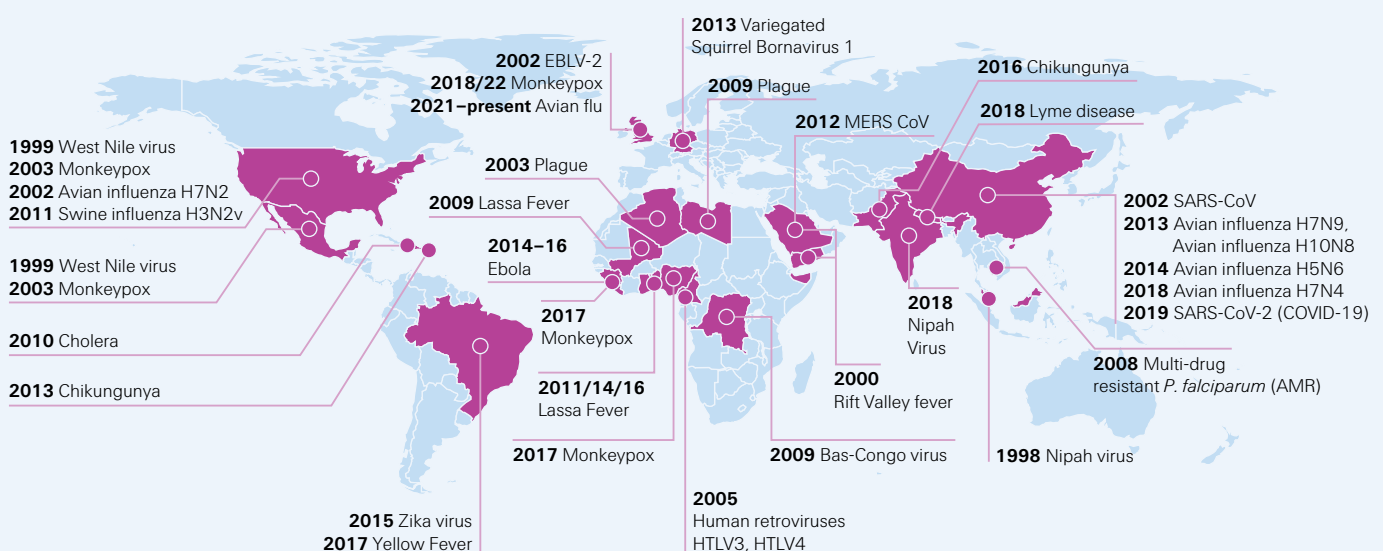 2013 Variegated
Squirrel Bornavirus 1
2002 EBLV-2
2018/22 Monkeypox
2021–present Avian flu
2009 Plague
2016 Chikungunya
2018 Lyme disease
2012 MERS CoV
1999 West Nile virus
2003 Monkeypox
2002 Avian influenza H7N2
2011 Swine influenza H3N2v
2003 Plague
2009 Lassa Fever
2014–16
Ebola
2002 SARS-CoV
2013 Avian influenza H7N9,
Avian influenza H10N8
2014 Avian influenza H5N6
2018 Avian influenza H7N4
2019 SARS-CoV-2 (COVID-19)
1999 West Nile virus
2003 Monkeypox
2017
Monkeypox
2018
Nipah
Virus
2010 Cholera
2013 Chikungunya
2011/14/16
Lassa Fever
2000
Rift Valley fever
2008 Multi-drug
resistant P. falciparum (AMR)
2017 Monkeypox
2009 Bas-Congo virus
1998 Nipah virus
2015 Zika virus
2017 Yellow Fever
2005
Human retroviruses
HTLV3, HTLV4